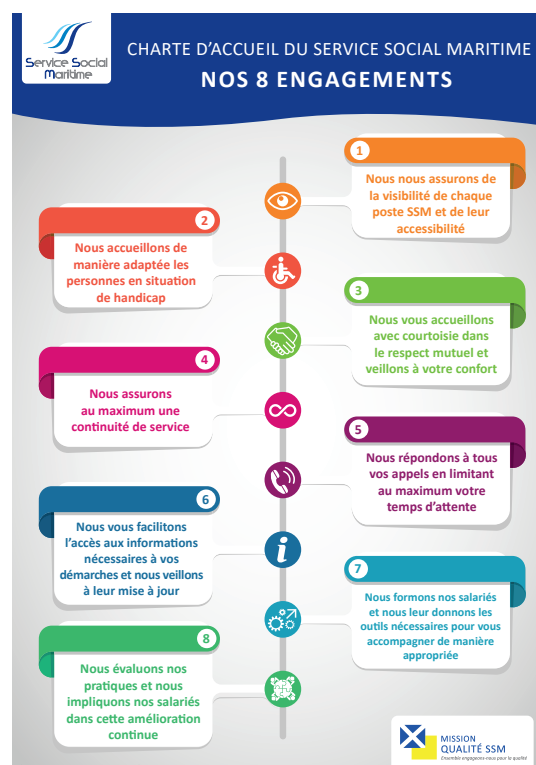 Service Social
Maritime
CHARTE D'ACCUEIL DU SERVICE SOCIAL MARITIME
NOS 8 ENGAGEMENTS
1
Nous nous assurons de
la visibilité de chaque
poste SSM et de leur
accessibilité
2
Nous accueillons de
manière adaptée les
personnes en situation
de handicap
3
Nous vous accueillons
avec courtoisie dans
le respect mutuel et
veillons à votre confort
4
Nous assurons
au maximum une
continuité de service
5
Nous répondons à tous
vos appels en limitant
au maximum votre
temps d'attente
6
Nous vous facilitons
l'accès aux informations
nécessaires à vos
démarches et nous veillons
à leur mise à jour
i
7
Nous formons nos salariés
et nous leur donnons les
outils nécessaires pour vous
accompagner de manière
appropriée
8
Nous évaluons nos
pratiques et nous
impliquons nos salariés
dans cette amélioration
continue
MISSION
QUALITÉ SSM
Ensemble engageons-nous pour la qualité